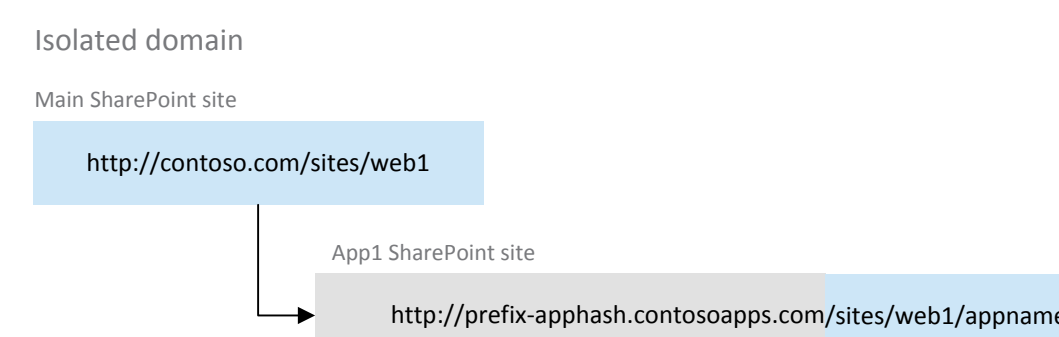 Isolated domain
Main SharePoint site
http://contoso.com/sites/web1
App1 SharePoint site
http://prefix-apphash.contosoapps.com/sites/web1/appname